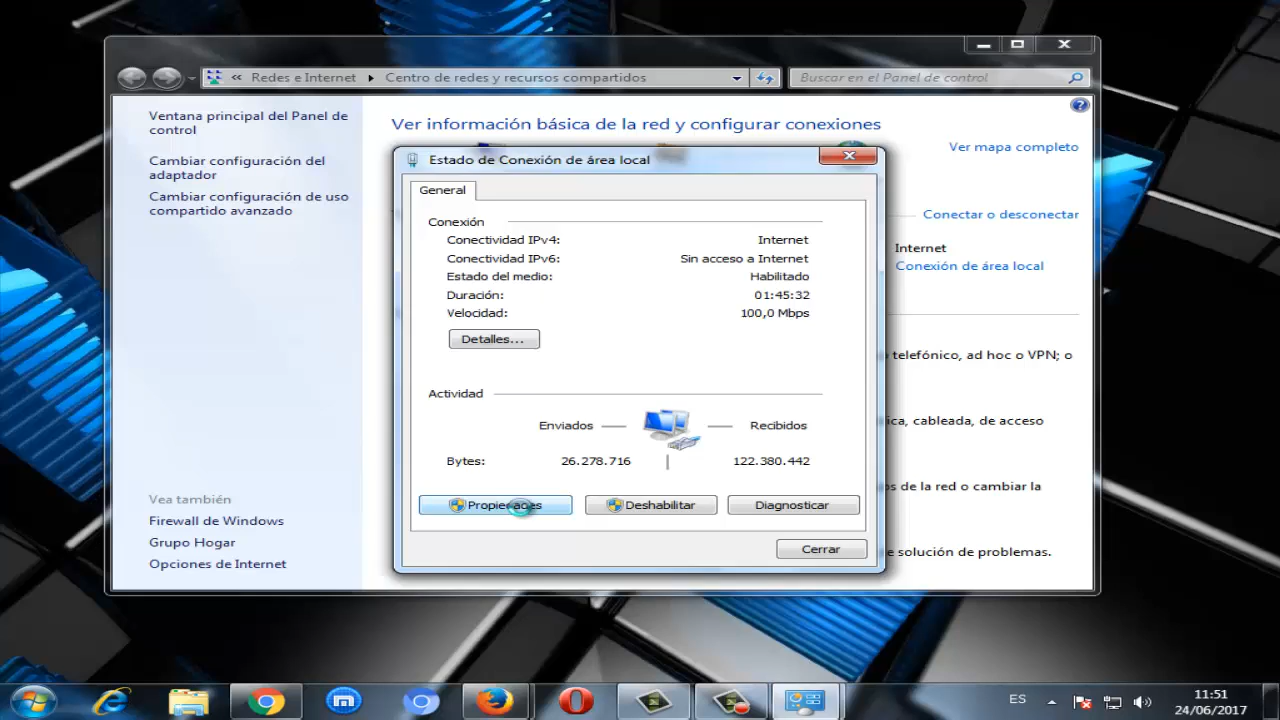 « Redes e Internet ▸ Centro de redes y recursos compartidos
Buscar en el Panel de control
Ventana principal del Panel de
control
Cambiar configuración del
adaptador
Cambiar configuración de uso
compartido avanzado
Vea también
Firewall de Windows
Grupo Hogar
Opciones de Internet
Ver información básica de la red y configurar conexiones
Ver mapa completo
Conectar o desconectar
Internet
Conexión de área local
telefónico, ad hoc o VPN; o
cableada, de acceso
de la red o cambiar la
solución de problemas.
Estado de Conexión de área local
General
Conexión
Conectividad IPv4: Internet
Conectividad IPv6: Sin acceso a Internet
Estado del medio: Habilitado
Duración: 01:45:32
Velocidad: 100,0 Mbps
Detalles...
Actividad
Enviados — — Recibidos
Bytes: 26.278.716 | 122.380.442
Propiedades Deshabilitar Diagnosticar
Cerrar
ES
11:51
24/06/2017